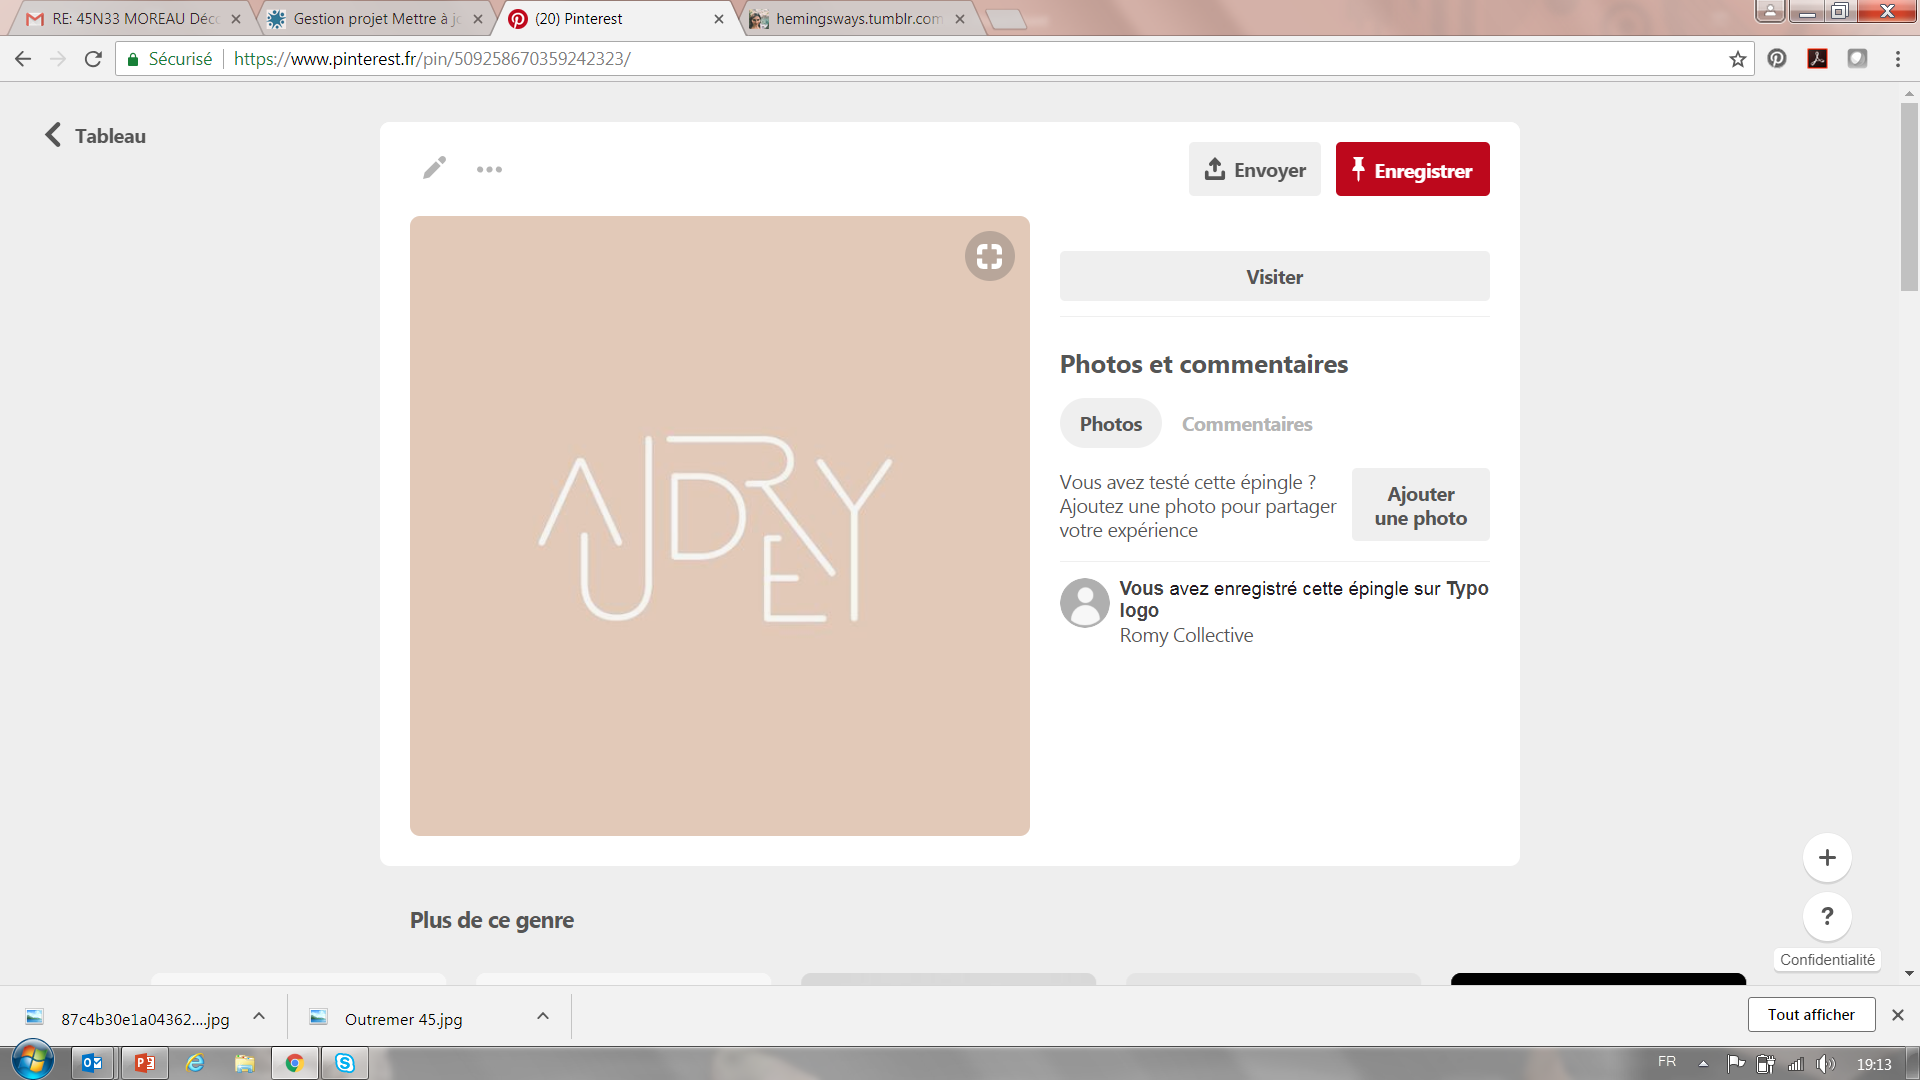 RE: 45N33 MOREAU Déco
Gestion projet Mettre à jo
(20) Pinterest
hemingsways.tumblr.com
Sécurisé
https://www.pinterest.fr/pin/509258670359242323/
Tableau
Envoyer
Enregistrer
AUDREY
Visiter
Photos et commentaires
Photos
Commentaires
Vous avez testé cette épingle ?
Ajoutez une photo pour partager
votre expérience
Ajouter
une photo
Vous avez enregistré cette épingle sur Typo
logo
Romy Collective
Plus de ce genre
+
?
Confidentialité
87c4b30e1a04362....jpg
Outremer 45.jpg
Tout afficher
FR
19:13